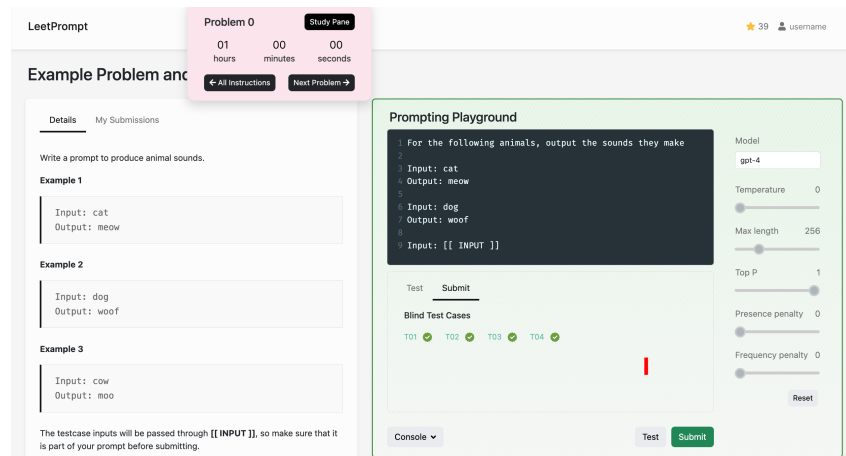 LeetPrompt
Problem 0
Study Pane
01 00 00
hours minutes seconds
← All Instructions
Next Problem →
39 username
Example Problem and
Details My Submissions
Write a prompt to produce animal sounds.
Example 1
Input: cat
Output: meow
Example 2
Input: dog
Output: woof
Example 3
Input: cow
Output: moo
The testcase inputs will be passed through [[ INPUT ]], so make sure that it
is part of your prompt before submitting.
Prompting Playground
1 For the following animals, output the sounds they make
2
3 Input: cat
4 Output: meow
5
6 Input: dog
7 Output: woof
8
9 Input: [[ INPUT ]]
Test Submit
Blind Test Cases
T01 T02 T03 T04
Console
Test Submit
Model
gpt-4
Temperature 0
Max length 256
Top P 1
Presence penalty 0
Frequency penalty 0
Reset